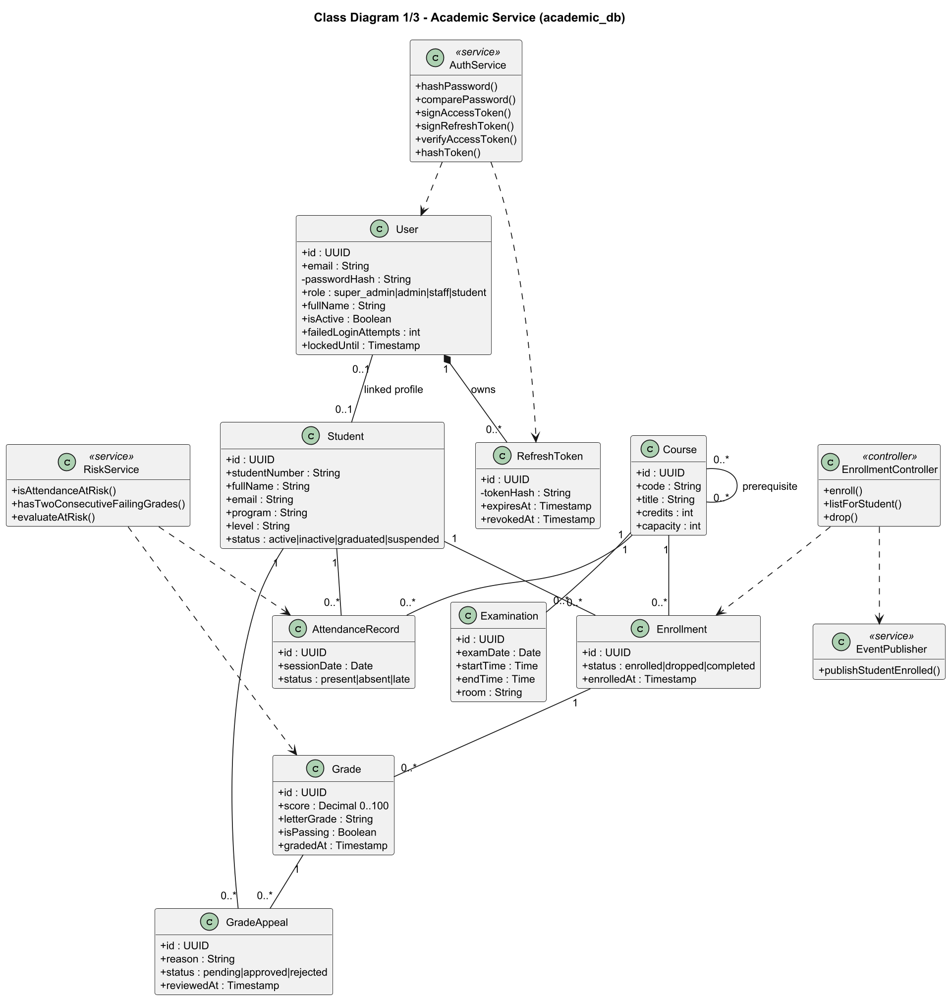 Class Diagram 1/3 - Academic Service (academic_db)
C
«service»
AuthService
+hashPassword()
+comparePassword()
+signAccessToken()
+signRefreshToken()
+verifyAccessToken()
+hashToken()
C
User
+id : UUID
+email : String
-passwordHash : String
+role : super_admin|admin|staff|student
+fullName : String
+isActive : Boolean
+failedLoginAttempts : int
+lockedUntil : Timestamp
0..1
1
linked profile
owns
0..1
0..*
C
«service»
RiskService
+isAttendanceAtRisk()
+hasTwoConsecutiveFailingGrades()
+evaluateAtRisk()
C
Student
+id : UUID
+studentNumber : String
+fullName : String
+email : String
+program : String
+level : String
+status : active|inactive|graduated|suspended
C
RefreshToken
+id : UUID
-tokenHash : String
+expiresAt : Timestamp
+revokedAt : Timestamp
C
Course
+id : UUID
+code : String
+title : String
+credits : int
+capacity : int
0..*
prerequisite
0..*
C
«controller»
EnrollmentController
+enroll()
+listForStudent()
+drop()
1
1
1
1
1
1
0..*
0..*
0..*
0..*
0..*
C
AttendanceRecord
+id : UUID
+sessionDate : Date
+status : present|absent|late
C
Examination
+id : UUID
+examDate : Date
+startTime : Time
+endTime : Time
+room : String
C
Enrollment
+id : UUID
+status : enrolled|dropped|completed
+enrolledAt : Timestamp
C
«service»
EventPublisher
+publishStudentEnrolled()
1
0..*
C
Grade
+id : UUID
+score : Decimal 0..100
+letterGrade : String
+isPassing : Boolean
+gradedAt : Timestamp
1
0..*
0..*
C
GradeAppeal
+id : UUID
+reason : String
+status : pending|approved|rejected
+reviewedAt : Timestamp